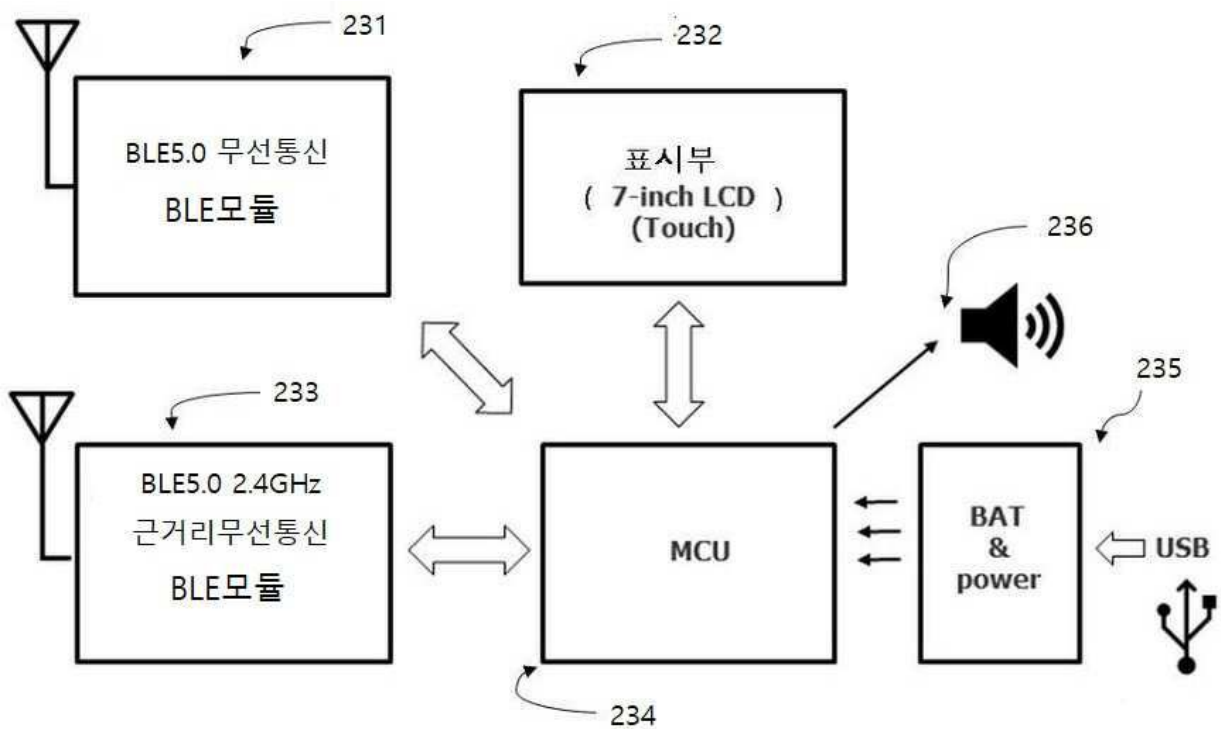 231
BLE5.0 무선통신
BLE모듈
232
표시부
( 7-inch LCD )
(Touch)
236
233
BLE5.0 2.4GHz
근거리무선통신
BLE모듈
MCU
234
235
BAT
&
power
USB